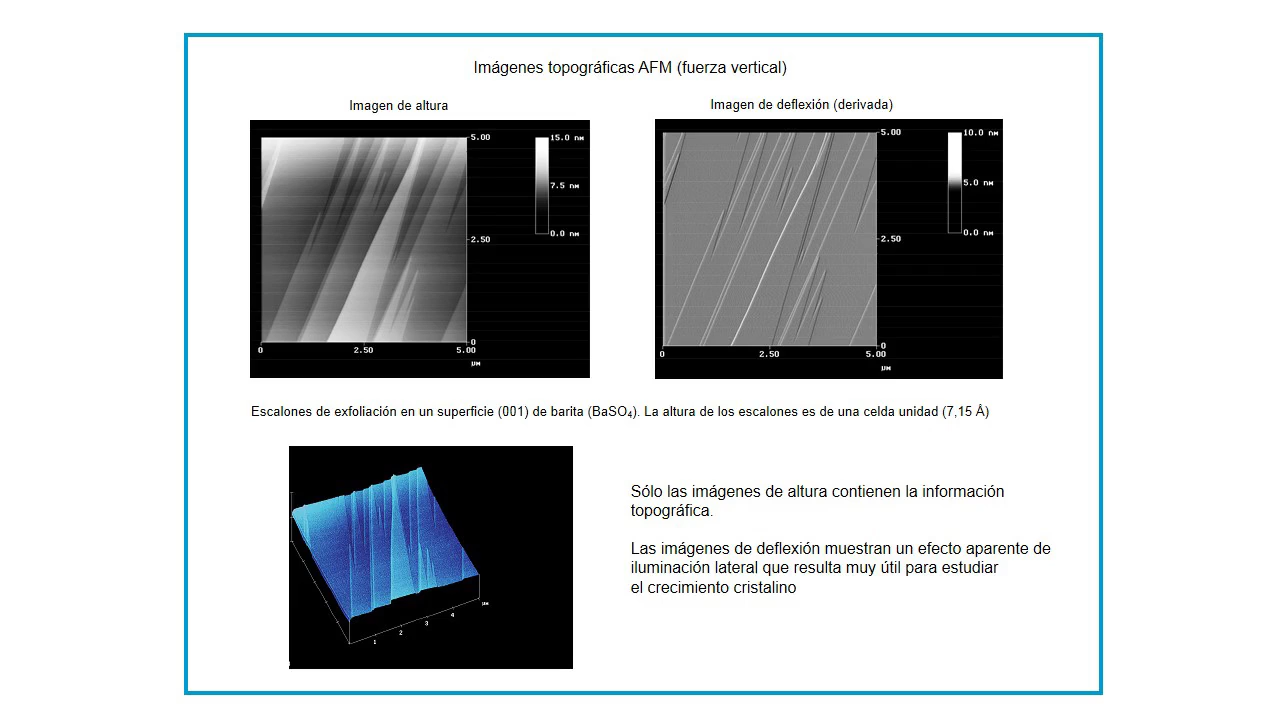 Imágenes topográficas AFM (fuerza vertical)
Imagen de altura
Imagen de deflexión (derivada)
5.00
2.50
0
0
2.50
5.00
µM
15.0 nM
7.5 nM
0.0 nM
5.00
2.50
0
0
2.50
5.00
µM
10.0 nM
5.0 nM
0.0 nM
Escalones de exfoliación en un superficie (001) de barita (BaSO₄). La altura de los escalones es de una celda unidad (7,15 Å)
1
2
3
4
µM
Sólo las imágenes de altura contienen la información
topográfica.
Las imágenes de deflexión muestran un efecto aparente de
iluminación lateral que resulta muy útil para estudiar
el crecimiento cristalino